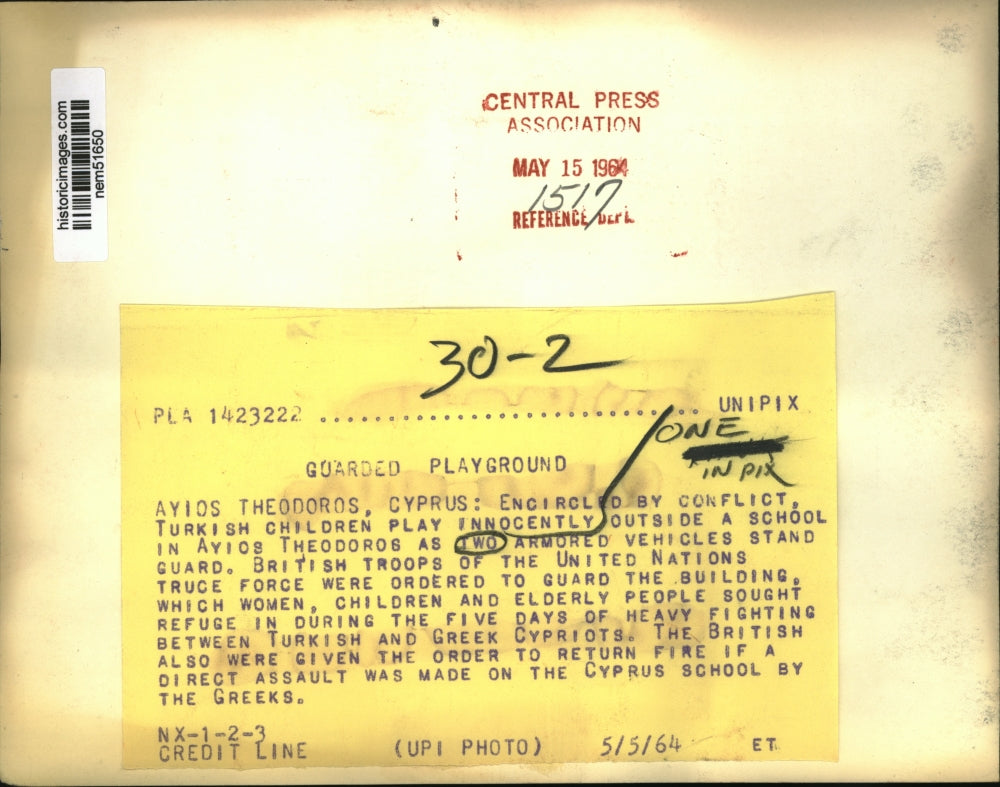 historicimages.com
nem51650
CENTRAL PRESS
ASSOCIATION
MAY 15 1964
1517
REFERENCE DEPT.
30-2
PLA 1423222 ........................................ UNIPIX
ONE
IN PIX
GUARDED PLAYGROUND
AYIOS THEODOROS, CYPRUS: ENCIRCLED BY CONFLICT,
TURKISH CHILDREN PLAY INNOCENTLY OUTSIDE A SCHOOL
IN AYIOS THEODOROS AS TWO ARMORED VEHICLES STAND
GUARD. BRITISH TROOPS OF THE UNITED NATIONS
TRUCE FORCE WERE ORDERED TO GUARD THE BUILDING,
WHICH WOMEN, CHILDREN AND ELDERLY PEOPLE SOUGHT
REFUGE IN DURING THE FIVE DAYS OF HEAVY FIGHTING
BETWEEN TURKISH AND GREEK CYPRIOTS. THE BRITISH
ALSO WERE GIVEN THE ORDER TO RETURN FIRE IF A
DIRECT ASSAULT WAS MADE ON THE CYPRUS SCHOOL BY
THE GREEKS.
NX-1-2-3
CREDIT LINE (UPI PHOTO) 5/5/64 ET